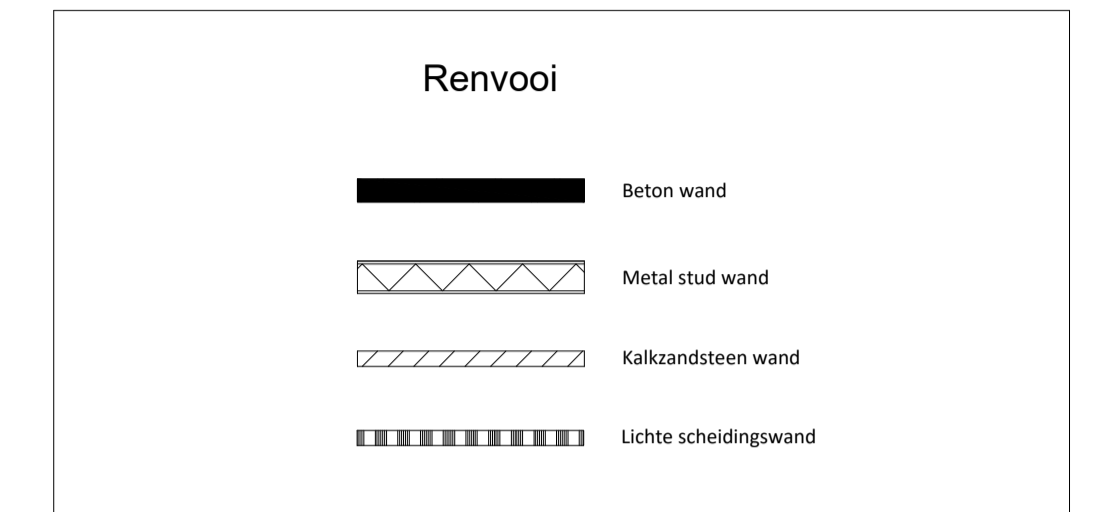 Renvooi
Beton wand
Metal stud wand
Kalkzandsteen wand
Lichte scheidingswand